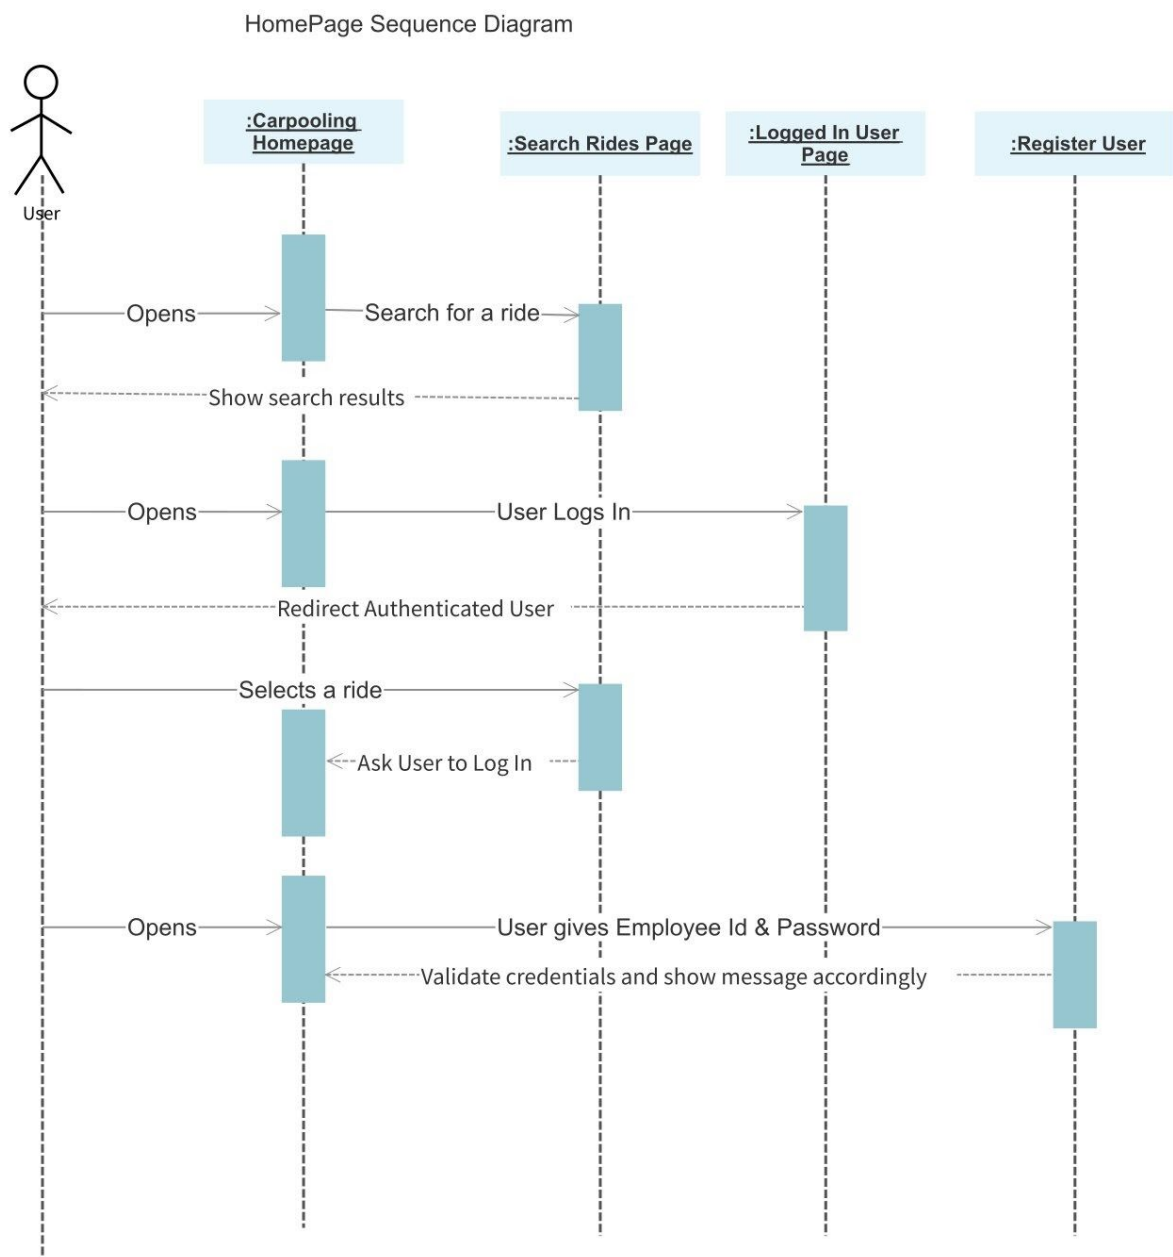 HomePage Sequence Diagram
:Carpooling
Homepage
:Search Rides Page
:Logged In User
Page
:Register User
User
Opens
Search for a ride
Show search results
Opens
User Logs In
Redirect Authenticated User
Selects a ride
Ask User to Log In
Opens
User gives Employee Id & Password
Validate credentials and show message accordingly